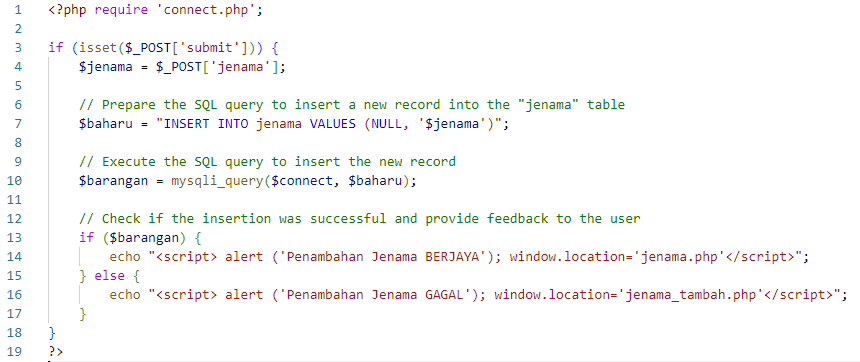 1 <?php require 'connect.php';
2
3 if (isset($_POST['submit'])) {
4 $jenama = $_POST['jenama'];
5
6 // Prepare the SQL query to insert a new record into the "jenama" table
7 $baharu = "INSERT INTO jenama VALUES (NULL, '$jenama')";
8
9 // Execute the SQL query to insert the new record
10 $barangan = mysqli_query($connect, $baharu);
11
12 // Check if the insertion was successful and provide feedback to the user
13 if ($barangan) {
14 echo "<script> alert ('Penambahan Jenama BERJAYA'); window.location='jenama.php'</script>";
15 } else {
16 echo "<script> alert ('Penambahan Jenama GAGAL'); window.location='jenama_tambah.php'</script>";
17 }
18 }
19 ?>